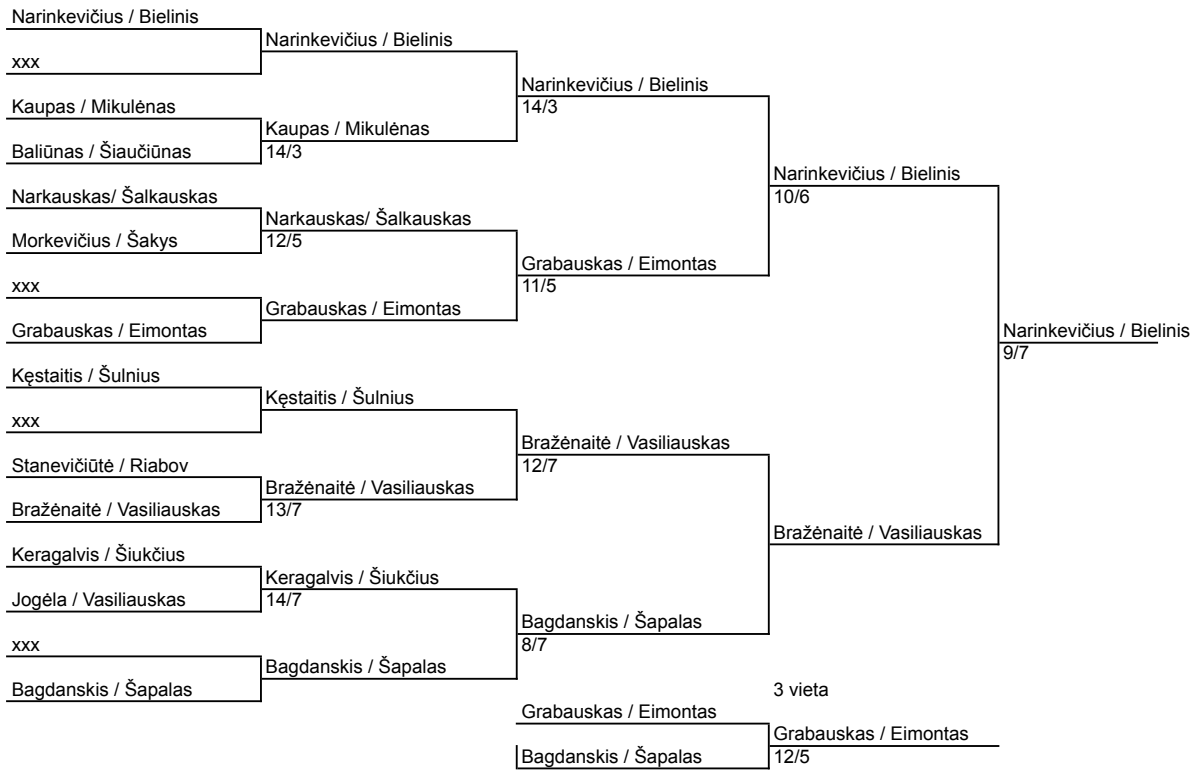 Narinkevičius / Bielinis
Narinkevičius / Bielinis
xxx
Narinkevičius / Bielinis
14/3
Kaupas / Mikulėnas
Kaupas / Mikulėnas
14/3
Baliūnas / Šiaučiūnas
Narinkevičius / Bielinis
10/6
Narkauskas/ Šalkauskas
Narkauskas/ Šalkauskas
12/5
Morkevičius / Šakys
Grabauskas / Eimontas
11/5
xxx
Grabauskas / Eimontas
Grabauskas / Eimontas
Narinkevičius / Bielinis
9/7
Kęstaitis / Šulnius
Kęstaitis / Šulnius
xxx
Bražėnaitė / Vasiliauskas
12/7
Stanevičiūtė / Riabov
Bražėnaitė / Vasiliauskas
13/7
Bražėnaitė / Vasiliauskas
Bražėnaitė / Vasiliauskas
Keragalvis / Šiukčius
Keragalvis / Šiukčius
14/7
Jogėla / Vasiliauskas
Bagdanskis / Šapalas
8/7
xxx
Bagdanskis / Šapalas
Bagdanskis / Šapalas
3 vieta
Grabauskas / Eimontas
Grabauskas / Eimontas
12/5
Bagdanskis / Šapalas